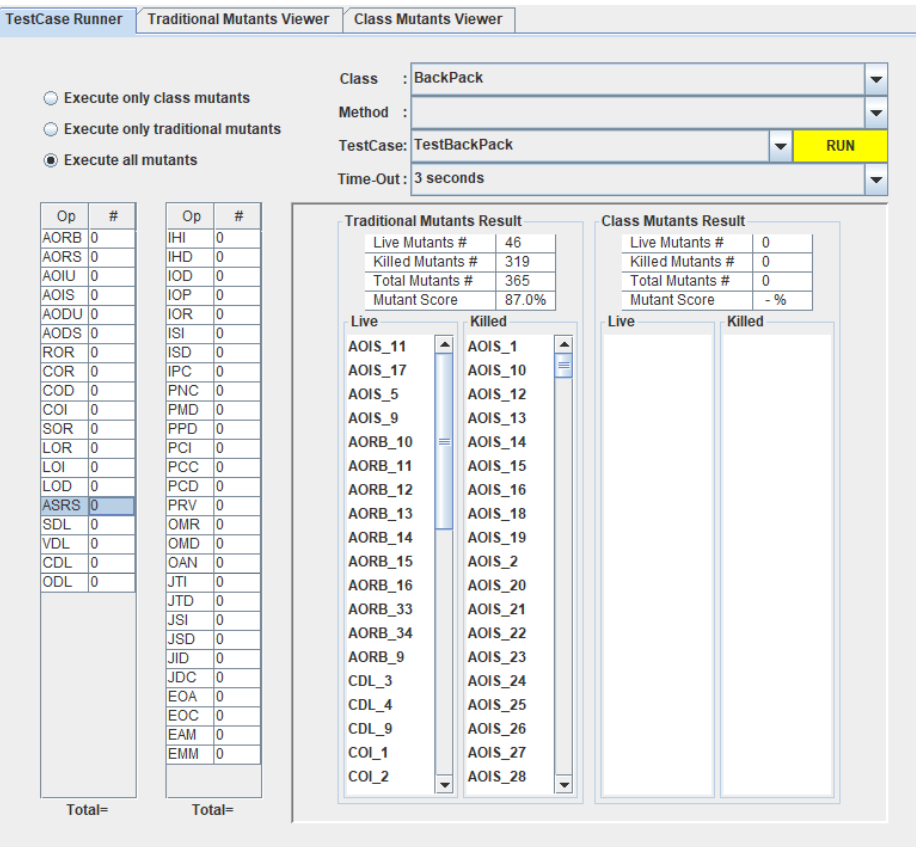 TestCase Runner Traditional Mutants Viewer Class Mutants Viewer
Execute only class mutants
Execute only traditional mutants
Execute all mutants
Class : BackPack
Method :
TestCase: TestBackPack RUN
Time-Out : 3 seconds
Op #
AORB 0
AORS 0
AOIU 0
AOIS 0
AODU 0
AODS 0
ROR 0
COR 0
COD 0
COI 0
SOR 0
LOR 0
LOI 0
LOD 0
ASRS 0
SDL 0
VDL 0
CDL 0
ODL 0
Total=
Op #
IHI 0
IHD 0
IOD 0
IOP 0
IOR 0
ISI 0
ISD 0
IPC 0
PNC 0
PMD 0
PPD 0
PCI 0
PCC 0
PCD 0
PRV 0
OMR 0
OMD 0
OAN 0
JTI 0
JTD 0
JSI 0
JSD 0
JID 0
JDC 0
EOA 0
EOC 0
EAM 0
EMM 0
Total=
Traditional Mutants Result
Live Mutants # 46
Killed Mutants # 319
Total Mutants # 365
Mutant Score 87.0%
Live
AOIS_11
AOIS_17
AOIS_5
AOIS_9
AORB_10
AORB_11
AORB_12
AORB_13
AORB_14
AORB_15
AORB_16
AORB_33
AORB_34
AORB_9
CDL_3
CDL_4
CDL_9
COI_1
COI_2
Killed
AOIS_1
AOIS_10
AOIS_12
AOIS_13
AOIS_14
AOIS_15
AOIS_16
AOIS_18
AOIS_19
AOIS_2
AOIS_20
AOIS_21
AOIS_22
AOIS_23
AOIS_24
AOIS_25
AOIS_26
AOIS_27
AOIS_28
Class Mutants Result
Live Mutants # 0
Killed Mutants # 0
Total Mutants # 0
Mutant Score - %
Live
Killed